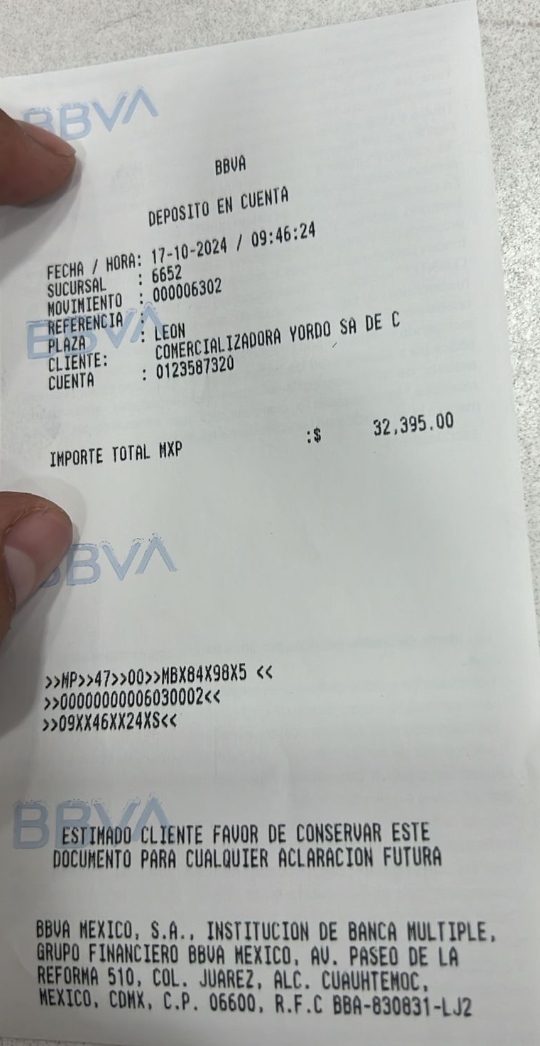 BBVA
BBVA
DEPOSITO EN CUENTA
FECHA / HORA: 17-10-2024 / 09:46:24
SUCURSAL : 6652
MOVIMIENTO : 000006302
REFERENCIA :
BBVA
PLAZA : LEON
CLIENTE: COMERCIALIZADORA YORDO SA DE C
CUENTA : 0123587320
IMPORTE TOTAL MXP :$ 32,395.00
BBVA
>>MP>>47>>00>>MBX84X98X5 <<
>>00000000006030002<<
>>09XX46XX24XS<<
BBVA
ESTIMADO CLIENTE FAVOR DE CONSERVAR ESTE
DOCUMENTO PARA CUALQUIER ACLARACION FUTURA
BBVA MEXICO, S.A., INSTITUCION DE BANCA MULTIPLE,
GRUPO FINANCIERO BBVA MEXICO, AV. PASEO DE LA
REFORMA 510, COL. JUAREZ, ALC. CUAUHTEMOC,
MEXICO, CDMX, C.P. 06600, R.F.C BBA-830831-LJ2